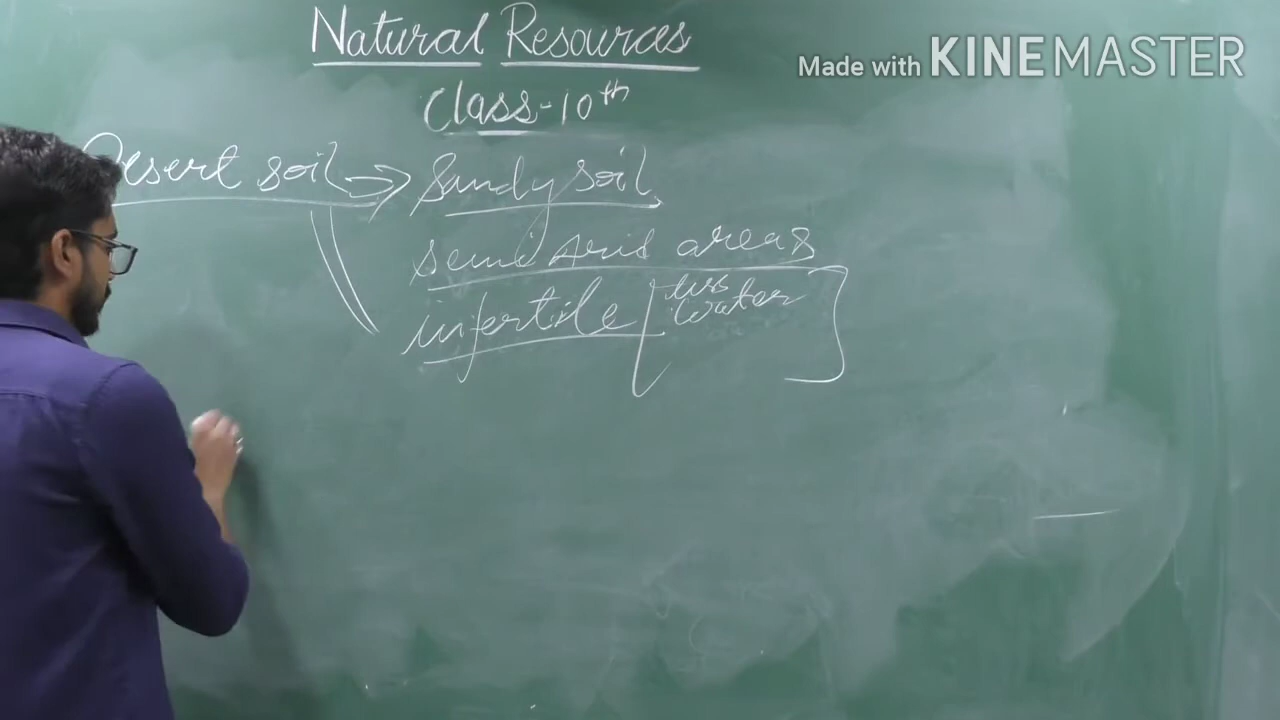 Natural Resources
Made with KINEMASTER
Class-10th
Desert soil => Sandy soil
semi arid areas
infertile [less water]